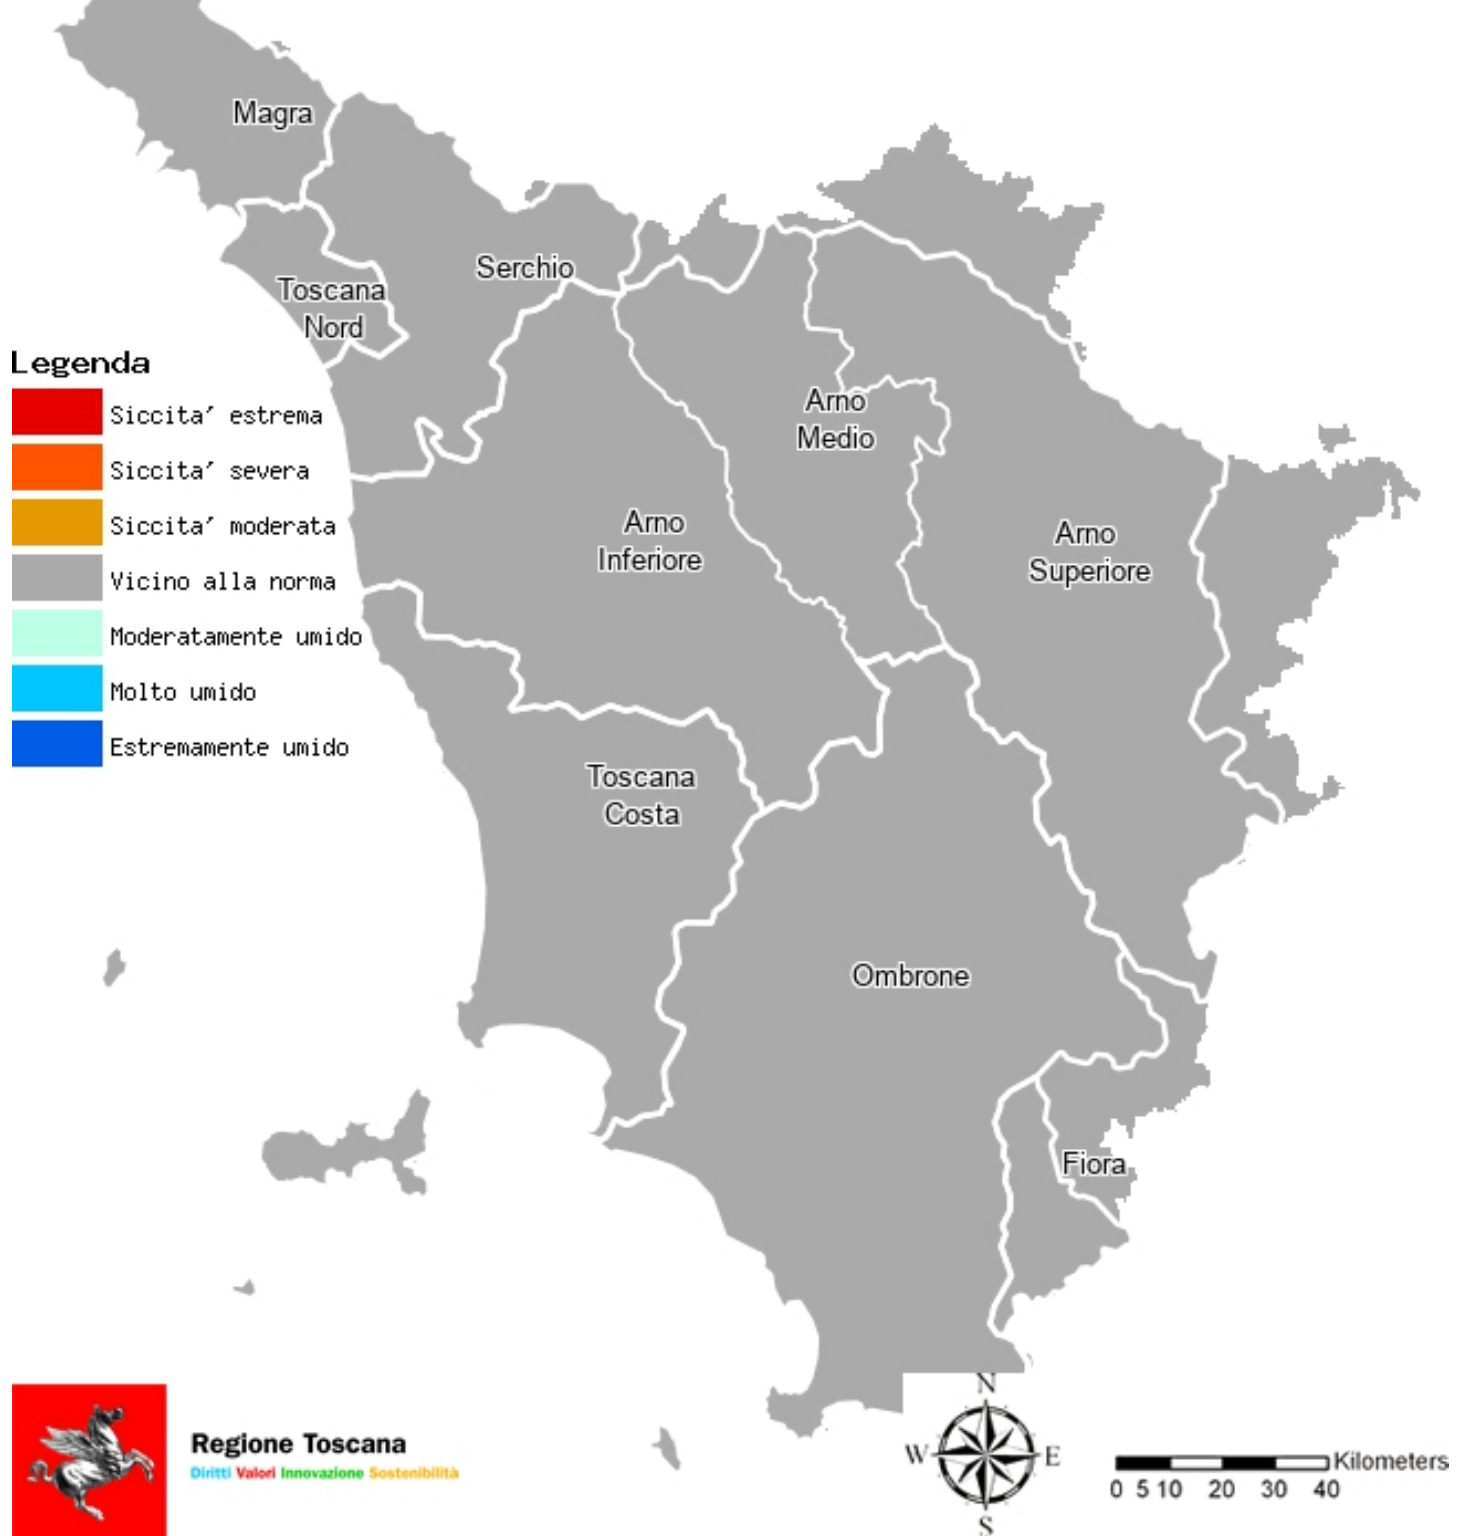 Magra
Serchio
Toscana
Nord
Legenda
Siccita' estrema
Siccita' severa
Siccita' moderata
Vicino alla norma
Moderatamente umido
Molto umido
Estremamente umido
Arno
Medio
Arno
Inferiore
Arno
Superiore
Toscana
Costa
Ombrone
Fiora
Regione Toscana
Diritti Valori Innovazione Sostenibilità
N
W E
S
Kilometers
0 5 10 20 30 40